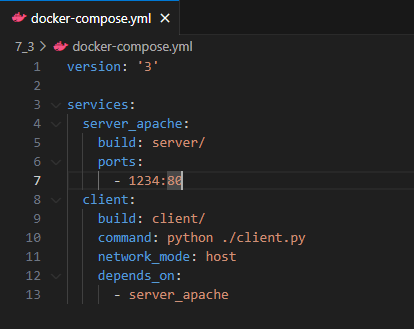 docker-compose.yml
7_3 > docker-compose.yml
1 version: '3'
2
3 services:
4   server_apache:
5     build: server/
6     ports:
7       - 1234:80
8   client:
9     build: client/
10     command: python ./client.py
11     network_mode: host
12     depends_on:
13       - server_apache